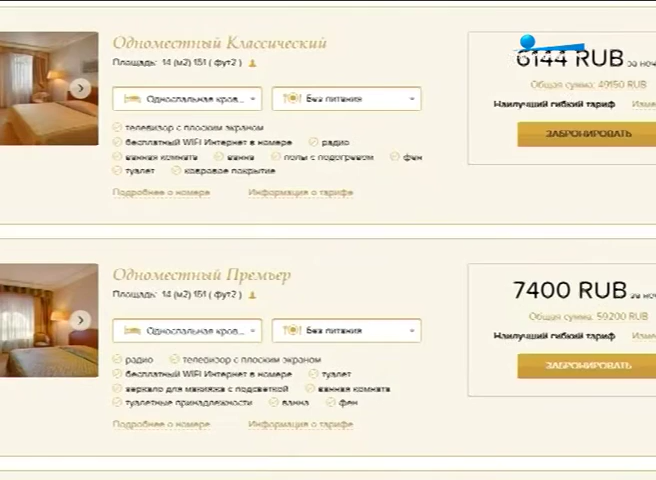 Одноместный Классический
Площадь: 14 (м2) 151 ( фут2 )
Односпальная кров...
Без питания
телевизор с плоским экраном
бесплатный WIFI Интернет в номере радио
ванная комната ванна полы с подогревом фен
туалет ковровое покрытие
Подробнее о номере Информация о тарифе
6144 RUB за ноч
Общая сумма: 49150 RUB
Наилучший гибкий тариф Изме
ЗАБРОНИРОВАТЬ
Одноместный Премьер
Площадь: 14 (м2) 151 ( фут2 )
Односпальная кров...
Без питания
радио телевизор с плоским экраном
бесплатный WIFI Интернет в номере туалет
зеркало для макияжа с подсветкой ванная комната
туалетные принадлежности ванна фен
Подробнее о номере Информация о тарифе
7400 RUB за ноч
Общая сумма: 59200 RUB
Наилучший гибкий тариф Изме
ЗАБРОНИРОВАТЬ